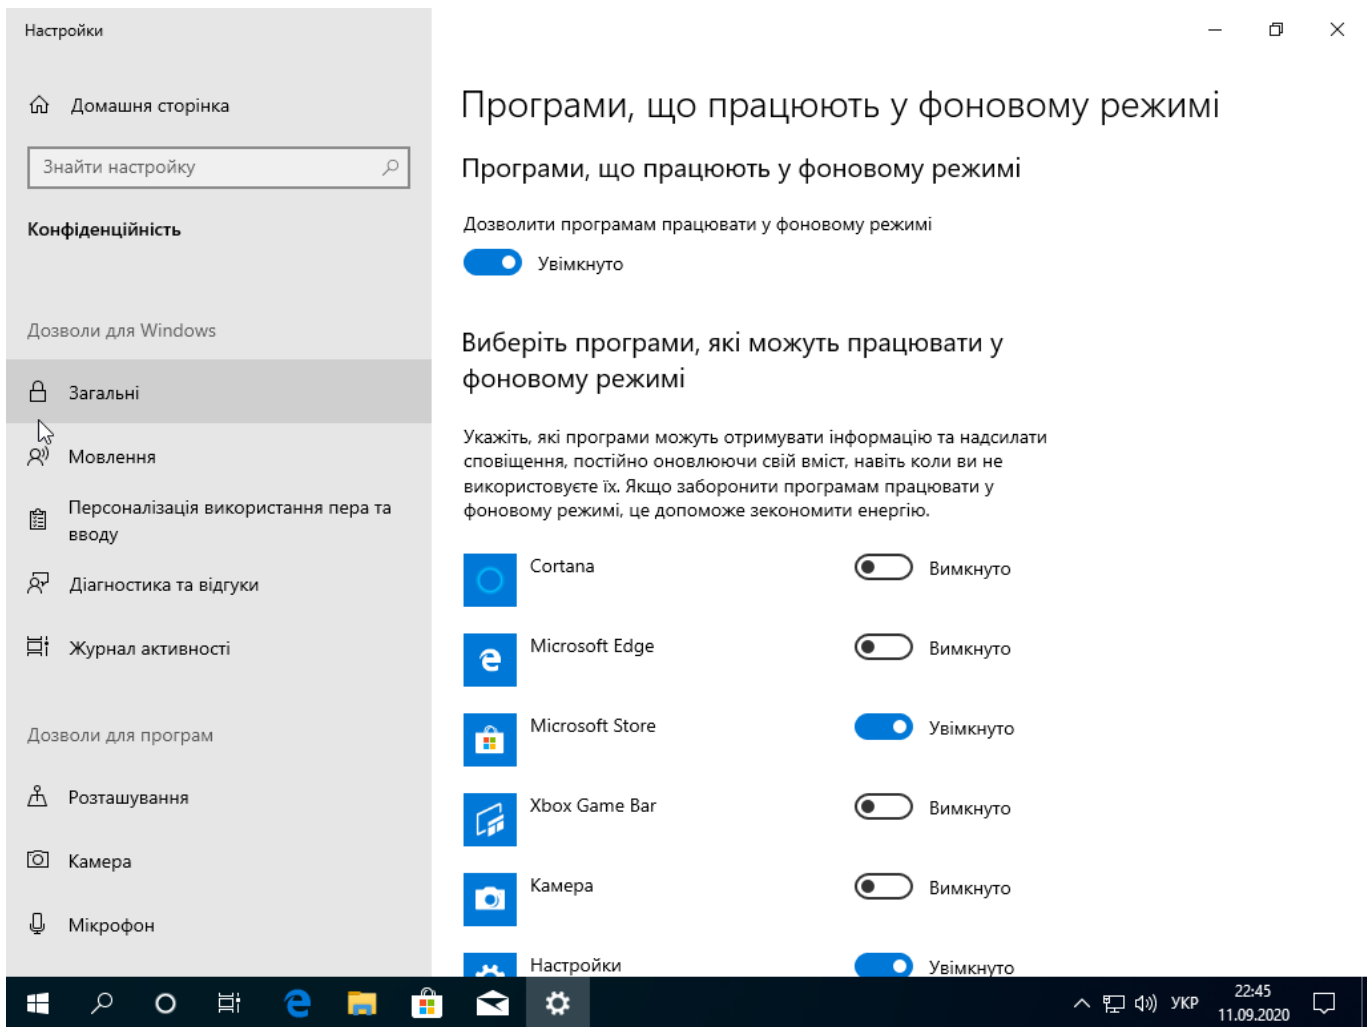 Настройки
Домашня сторінка
Знайти настройку
Конфіденційність
Дозволи для Windows
Загальні
Мовлення
Персоналізація використання пера та
вводу
Діагностика та відгуки
Журнал активності
Дозволи для програм
Розташування
Камера
Мікрофон
Програми, що працюють у фоновому режимі
Програми, що працюють у фоновому режимі
Дозволити програмам працювати у фоновому режимі
Увімкнуто
Виберіть програми, які можуть працювати у
фоновому режимі
Укажіть, які програми можуть отримувати інформацію та надсилати
сповіщення, постійно оновлюючи свій вміст, навіть коли ви не
використовуєте їх. Якщо заборонити програмам працювати у
фоновому режимі, це допоможе зекономити енергію.
Cortana Вимкнуто
Microsoft Edge Вимкнуто
Microsoft Store Увімкнуто
Xbox Game Bar Вимкнуто
Камера Вимкнуто
Настройки Увімкнуто
УКР
22:45
11.09.2020